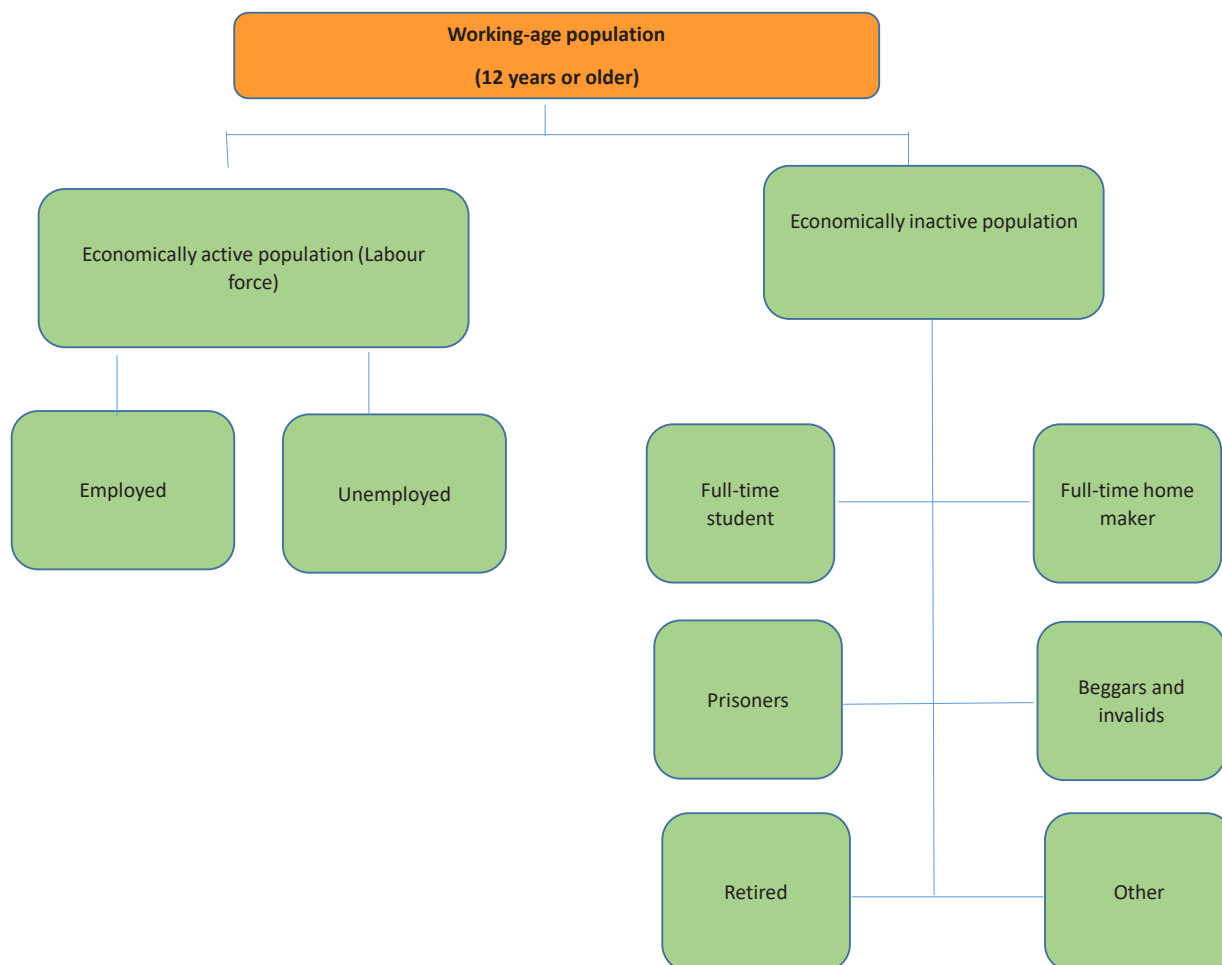 Working-age population
(12 years or older)
Economically active population (Labour
force)
Economically inactive population
Employed
Unemployed
Full-time
student
Full-time home
maker
Prisoners
Beggars and
invalids
Retired
Other